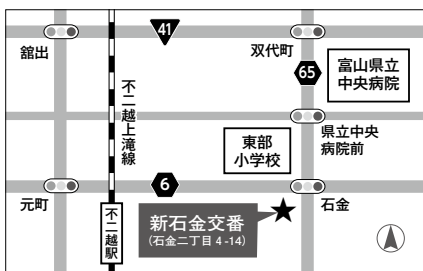 41
舘出
双代町
65
富山県立
中央病院
不二越上滝線
県立中央
病院前
東部
小学校
6
元町
石金
不二越駅
新石金交番
(石金二丁目4-14)